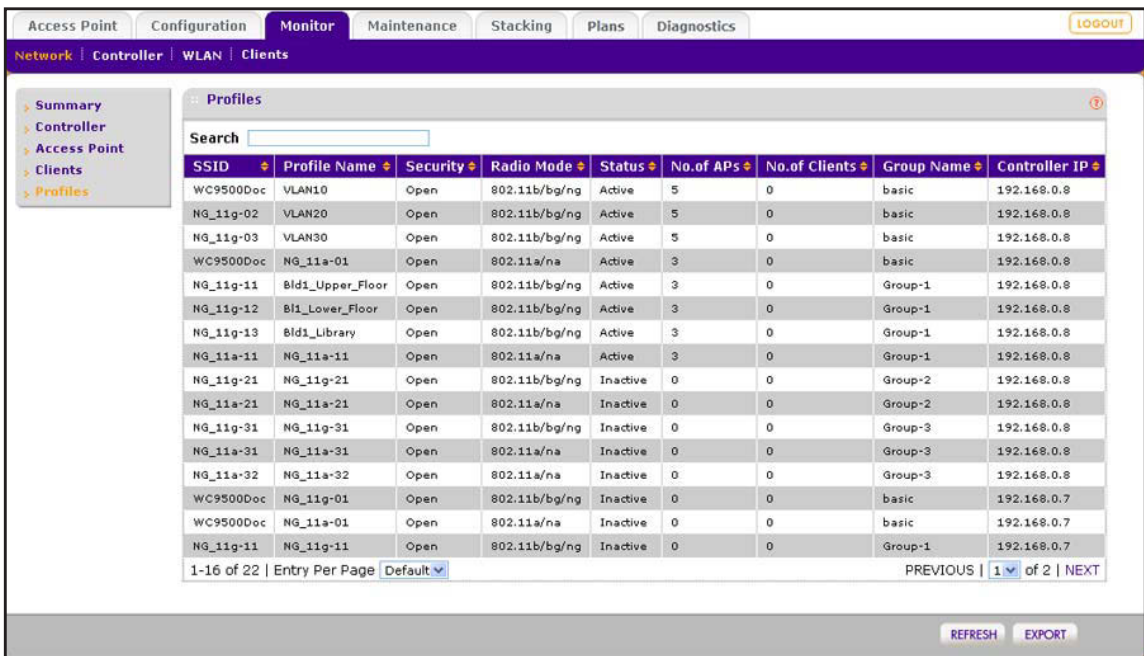 Access Point Configuration Monitor Maintenance Stacking Plans Diagnostics LOGOUT
Network | Controller | WLAN | Clients
Summary
Controller
Access Point
Clients
Profiles
Profiles ?
Search
SSID Profile Name Security Radio Mode Status No.of APs No.of Clients Group Name Controller IP
WC9500Doc VLAN10 Open 802.11b/bg/ng Active 5 0 basic 192.168.0.8
NG_11g-02 VLAN20 Open 802.11b/bg/ng Active 5 0 basic 192.168.0.8
NG_11g-03 VLAN30 Open 802.11b/bg/ng Active 5 0 basic 192.168.0.8
WC9500Doc NG_11a-01 Open 802.11a/na Active 3 0 basic 192.168.0.8
NG_11g-11 Bld1_Upper_Floor Open 802.11b/bg/ng Active 3 0 Group-1 192.168.0.8
NG_11g-12 Bl1_Lower_Floor Open 802.11b/bg/ng Active 3 0 Group-1 192.168.0.8
NG_11g-13 Bld1_Library Open 802.11b/bg/ng Active 3 0 Group-1 192.168.0.8
NG_11a-11 NG_11a-11 Open 802.11a/na Active 3 0 Group-1 192.168.0.8
NG_11g-21 NG_11g-21 Open 802.11b/bg/ng Inactive 0 0 Group-2 192.168.0.8
NG_11a-21 NG_11a-21 Open 802.11a/na Inactive 0 0 Group-2 192.168.0.8
NG_11g-31 NG_11g-31 Open 802.11b/bg/ng Inactive 0 0 Group-3 192.168.0.8
NG_11a-31 NG_11a-31 Open 802.11a/na Inactive 0 0 Group-3 192.168.0.8
NG_11a-32 NG_11a-32 Open 802.11a/na Inactive 0 0 Group-3 192.168.0.8
WC9500Doc NG_11g-01 Open 802.11b/bg/ng Inactive 0 0 basic 192.168.0.7
WC9500Doc NG_11a-01 Open 802.11a/na Inactive 0 0 basic 192.168.0.7
NG_11g-11 NG_11g-11 Open 802.11b/bg/ng Inactive 0 0 Group-1 192.168.0.7
1-16 of 22 | Entry Per Page Default PREVIOUS | 1 of 2 | NEXT
REFRESH EXPORT